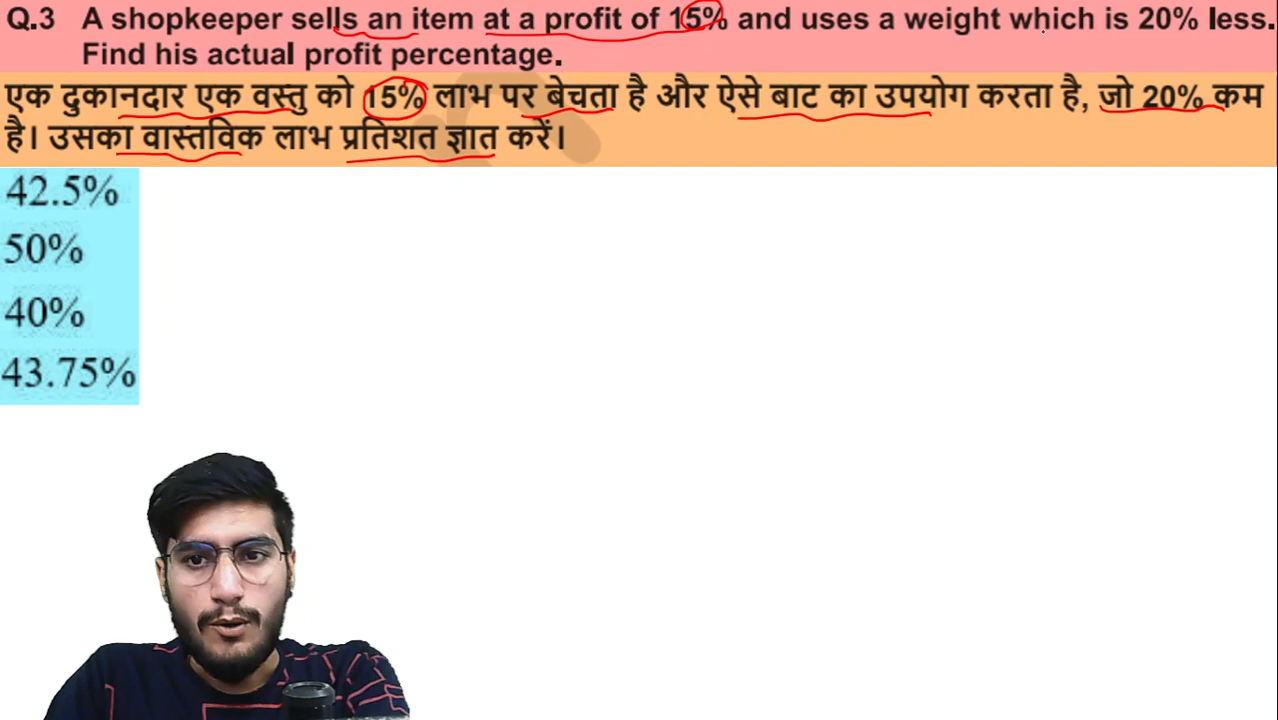 Q.3 A shopkeeper sells an item at a profit of 15% and uses a weight which is 20% less.
Find his actual profit percentage.
एक दुकानदार एक वस्तु को 15% लाभ पर बेचता है और ऐसे बाट का उपयोग करता है, जो 20% कम
है। उसका वास्तविक लाभ प्रतिशत ज्ञात करें।
42.5%
50%
40%
43.75%